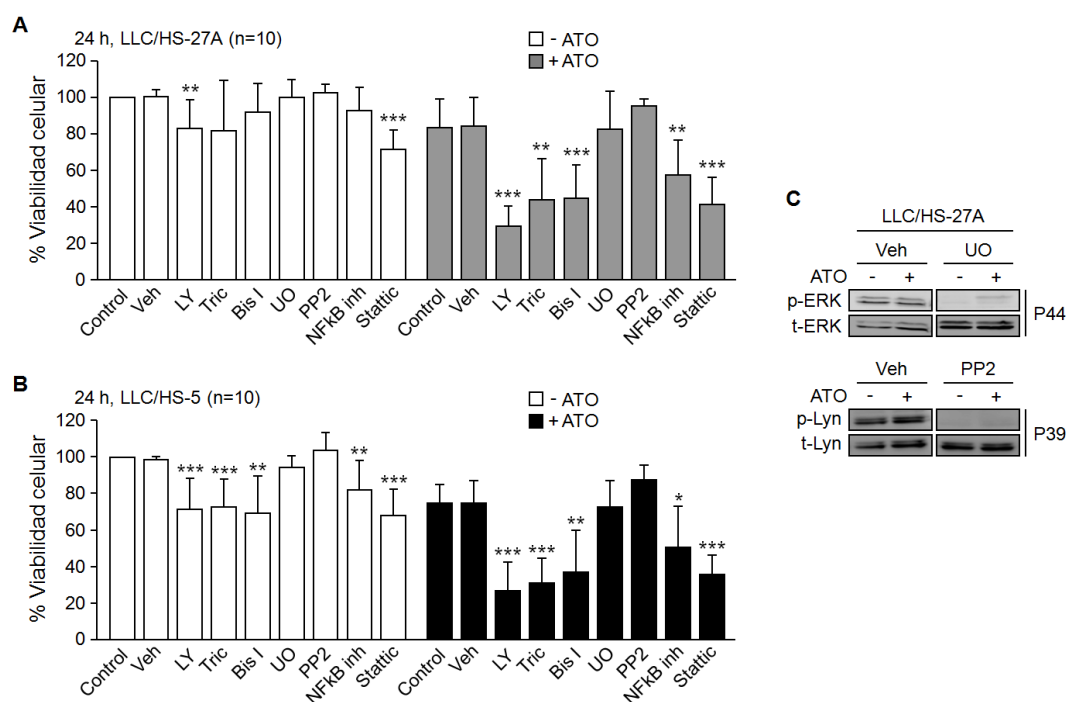 A
24 h, LLC/HS-27A (n=10)
- ATO
+ ATO
% Viabilidad celular
120
100
80
60
40
20
0
**
***
***
**
***
**
***
Control
Veh
LY
Tric
Bis I
UO
PP2
NFkB inh
Stattic
Control
Veh
LY
Tric
Bis I
UO
PP2
NFkB inh
Stattic
B
24 h, LLC/HS-5 (n=10)
- ATO
+ ATO
% Viabilidad celular
120
100
80
60
40
20
0
***
***
**
**
***
***
***
**
*
***
Control
Veh
LY
Tric
Bis I
UO
PP2
NFkB inh
Stattic
Control
Veh
LY
Tric
Bis I
UO
PP2
NFkB inh
Stattic
C
LLC/HS-27A
Veh UO
ATO - + - +
p-ERK
t-ERK
P44
Veh PP2
ATO - + - +
p-Lyn
t-Lyn
P39